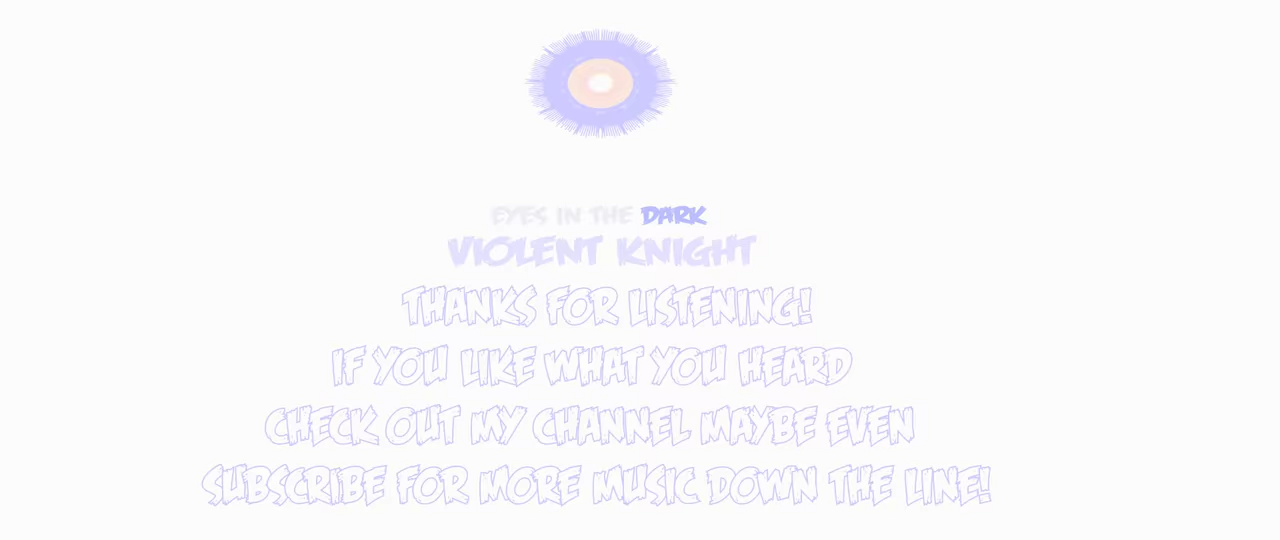 EYES IN THE DARK
VIOLENT KNIGHT
THANKS FOR LISTENING!
IF YOU LIKE WHAT YOU HEARD
CHECK OUT MY CHANNEL MAYBE EVEN
SUBSCRIBE FOR MORE MUSIC DOWN THE LINE!